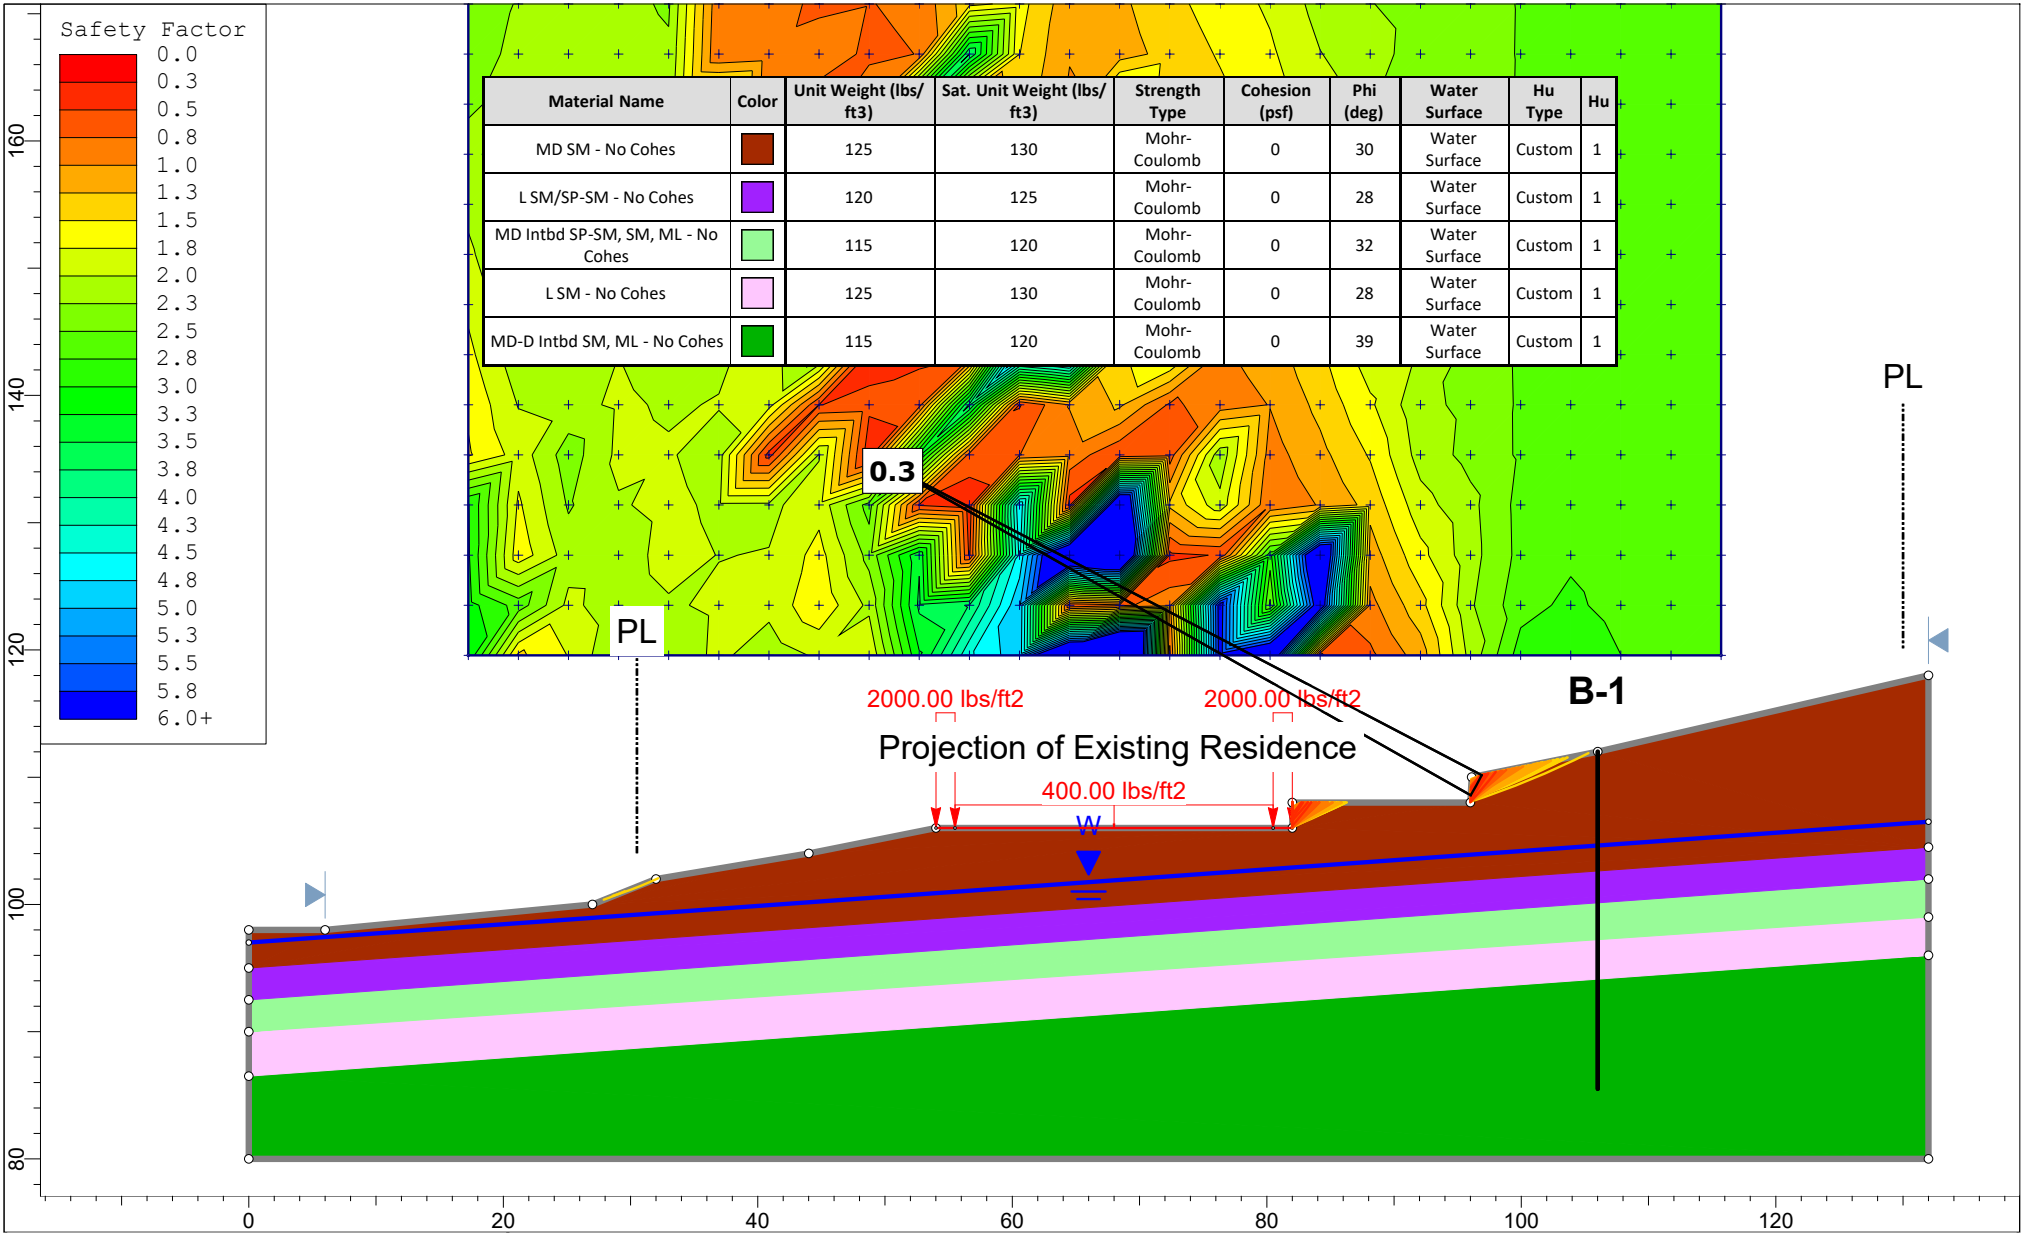 Safety Factor
0.0
0.3
0.5
0.8
1.0
1.3
1.5
1.8
2.0
2.3
2.5
2.8
3.0
3.3
3.5
3.8
4.0
4.3
4.5
4.8
5.0
5.3
5.5
5.8
6.0+
Material Name Color Unit Weight (lbs/ft3) Sat. Unit Weight (lbs/ft3) Strength Type Cohesion (psf) Phi (deg) Water Surface Hu Type Hu
MD SM - No Cohes 125 130 Mohr-Coulomb 0 30 Water Surface Custom 1
L SM/SP-SM - No Cohes 120 125 Mohr-Coulomb 0 28 Water Surface Custom 1
MD Intbd SP-SM, SM, ML - No Cohes 115 120 Mohr-Coulomb 0 32 Water Surface Custom 1
L SM - No Cohes 125 130 Mohr-Coulomb 0 28 Water Surface Custom 1
MD-D Intbd SM, ML - No Cohes 115 120 Mohr-Coulomb 0 39 Water Surface Custom 1
PL
0.3
PL
B-1
2000.00 lbs/ft2
2000.00 lbs/ft2
Projection of Existing Residence
400.00 lbs/ft2
W
160
140
120
100
80
0 20 40 60 80 100 120